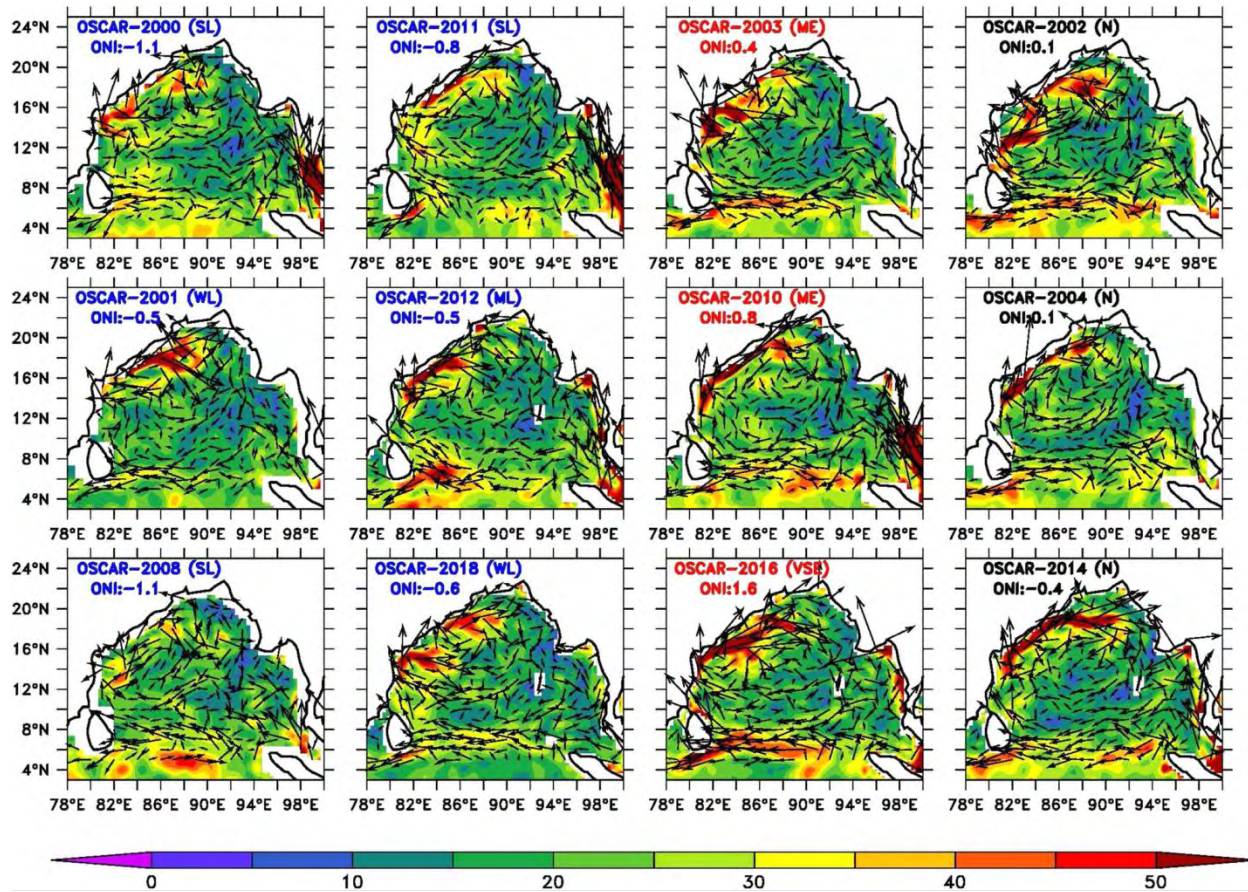 OSCAR-2000 (SL) OSCAR-2011 (SL) OSCAR-2003 (ME) OSCAR-2002 (N)
24°N ONI:-1.1 ONI:-0.8 ONI:0.4 ONI:0.1
20°N
16°N
12°N
8°N
4°N
78°E 82°E 86°E 90°E 94°E 98°E 78°E 82°E 86°E 90°E 94°E 98°E 78°E 82°E 86°E 90°E 94°E 98°E 78°E 82°E 86°E 90°E 94°E 98°E
OSCAR-2001 (WL) OSCAR-2012 (ML) OSCAR-2010 (ME) OSCAR-2004 (N)
24°N ONI:-0.5 ONI:-0.5 ONI:0.8 ONI:0.1
20°N
16°N
12°N
8°N
4°N
78°E 82°E 86°E 90°E 94°E 98°E 78°E 82°E 86°E 90°E 94°E 98°E 78°E 82°E 86°E 90°E 94°E 98°E 78°E 82°E 86°E 90°E 94°E 98°E
OSCAR-2008 (SL) OSCAR-2018 (WL) OSCAR-2016 (VSE) OSCAR-2014 (N)
24°N ONI:-1.1 ONI:-0.6 ONI:1.6 ONI:-0.4
20°N
16°N
12°N
8°N
4°N
78°E 82°E 86°E 90°E 94°E 98°E 78°E 82°E 86°E 90°E 94°E 98°E 78°E 82°E 86°E 90°E 94°E 98°E 78°E 82°E 86°E 90°E 94°E 98°E
0 10 20 30 40 50